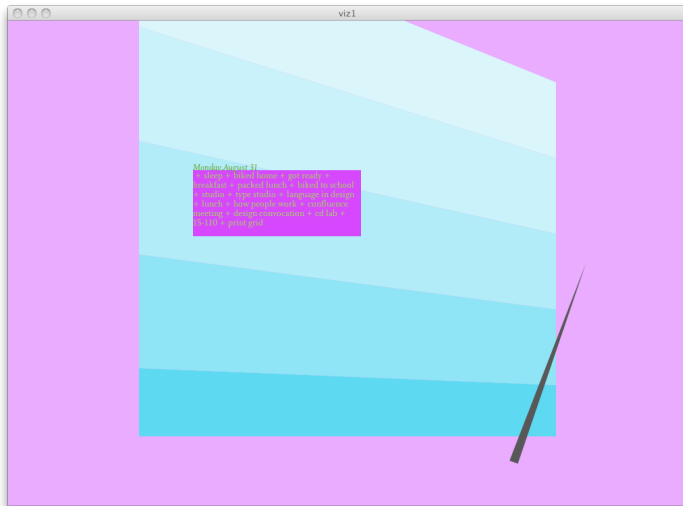 viz1
Monday August 31
+ sleep + biked home + got ready +
breakfast + packed lunch + biked to school
+ studio + type studio + language in design
+ lunch + how people work + confluence
meeting + design convocation + cd lab +
15-110 + print grid